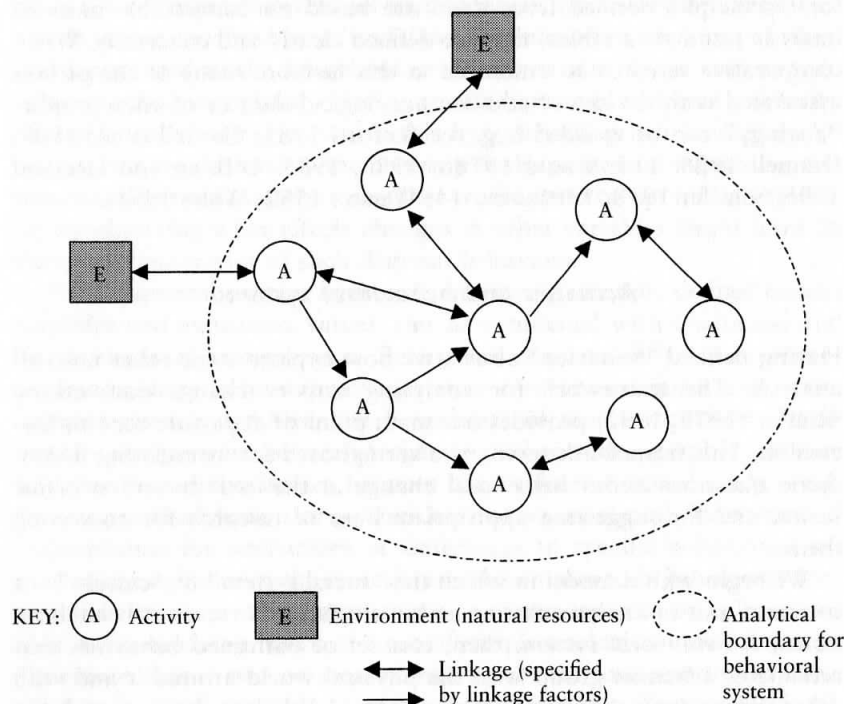 E
A
A
E
A
A
A
A
A
A
KEY: A Activity E Environment (natural resources) Analytical
boundary for
behavioral
system
Linkage (specified
by linkage factors)